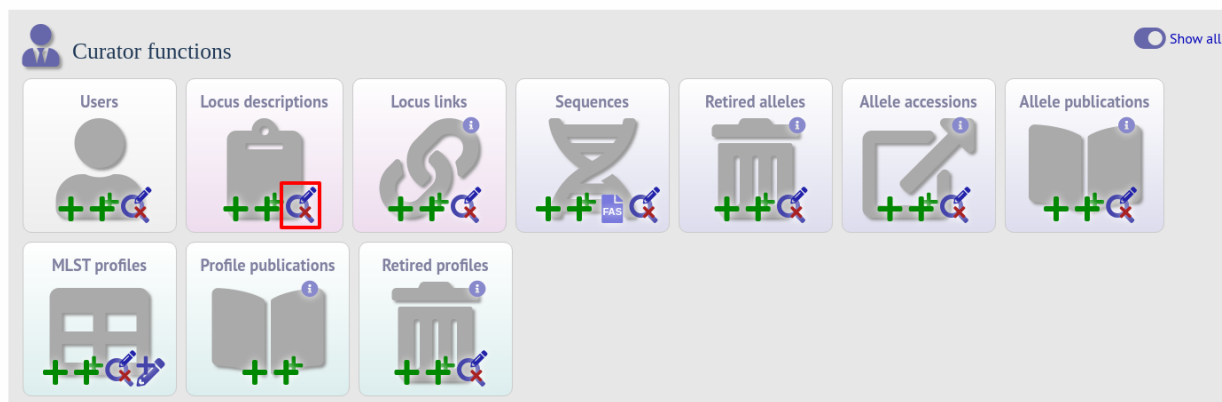 Curator functions
Show all
Users
Locus descriptions
Locus links
Sequences
Retired alleles
Allele accessions
Allele publications
i
i
i
i
FAS
MLST profiles
Profile publications
Retired profiles
i
i